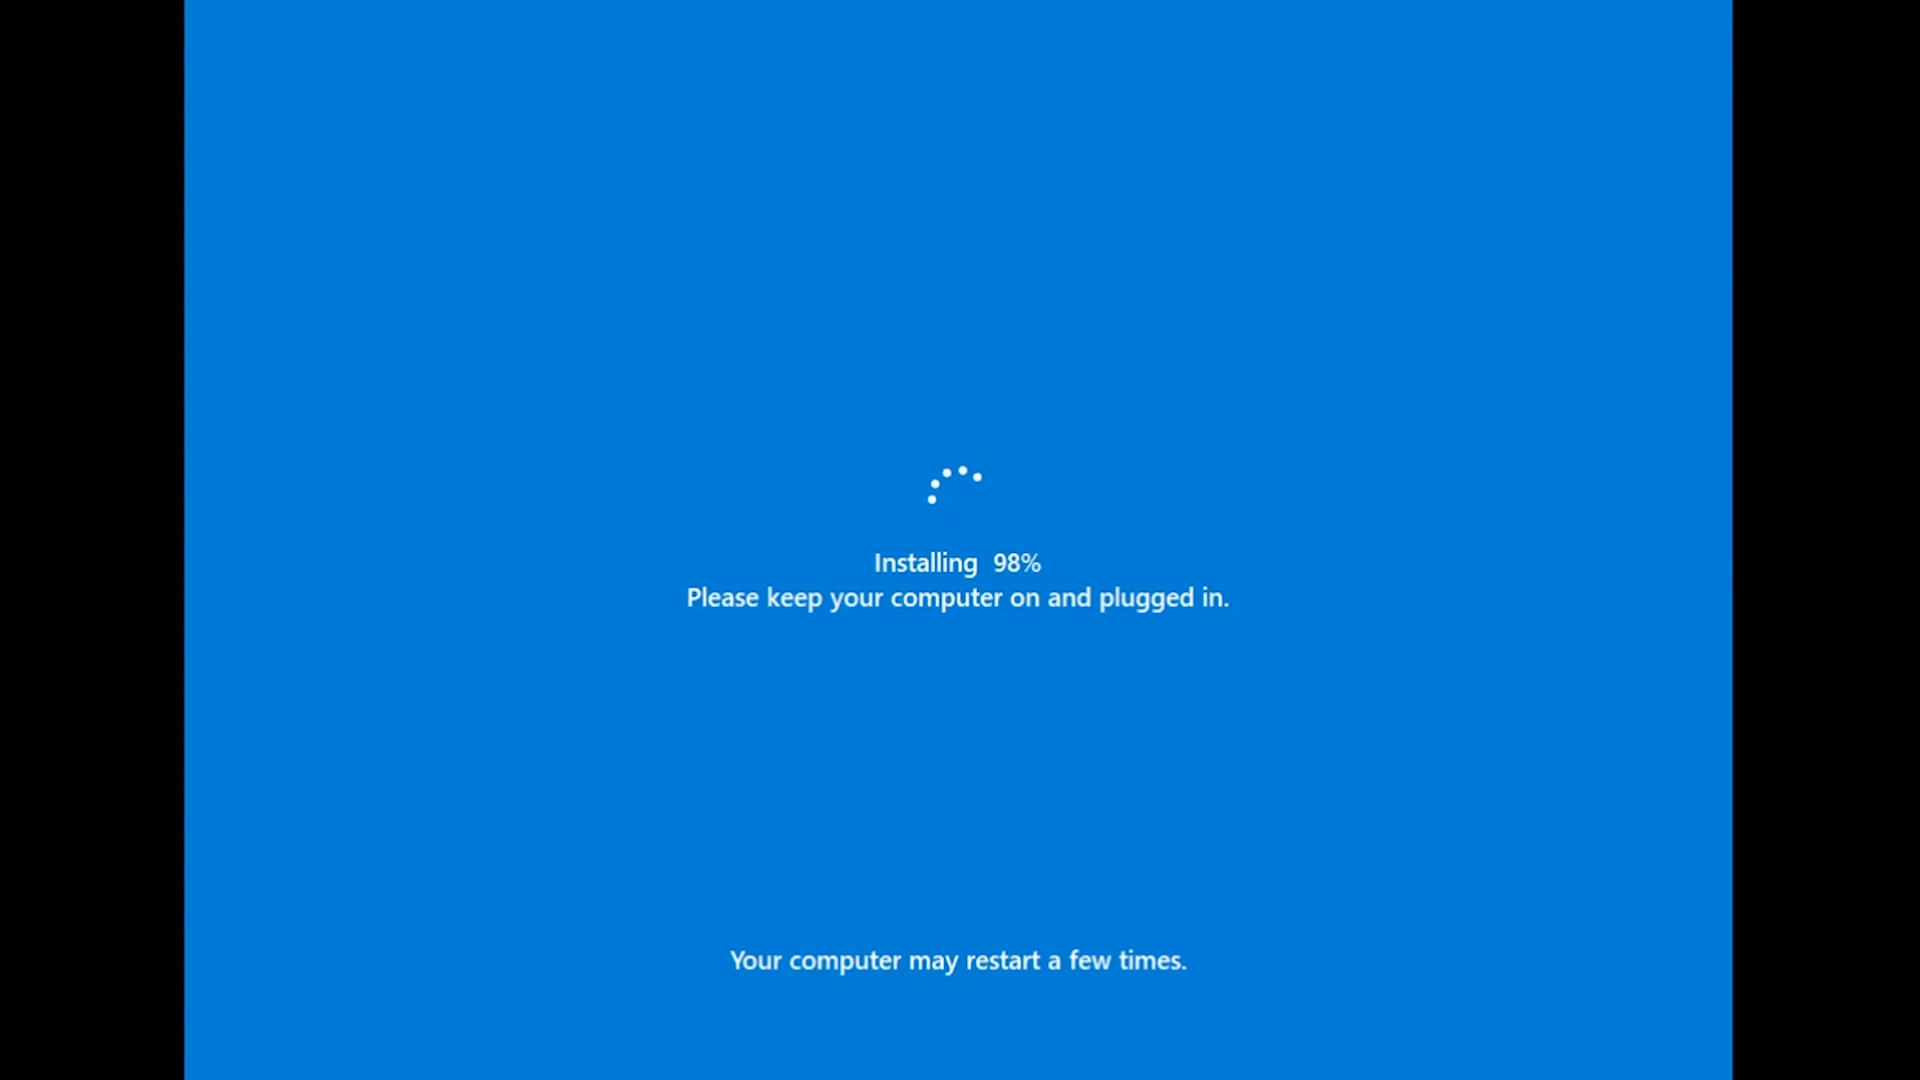 Installing 98%
Please keep your computer on and plugged in.
Your computer may restart a few times.